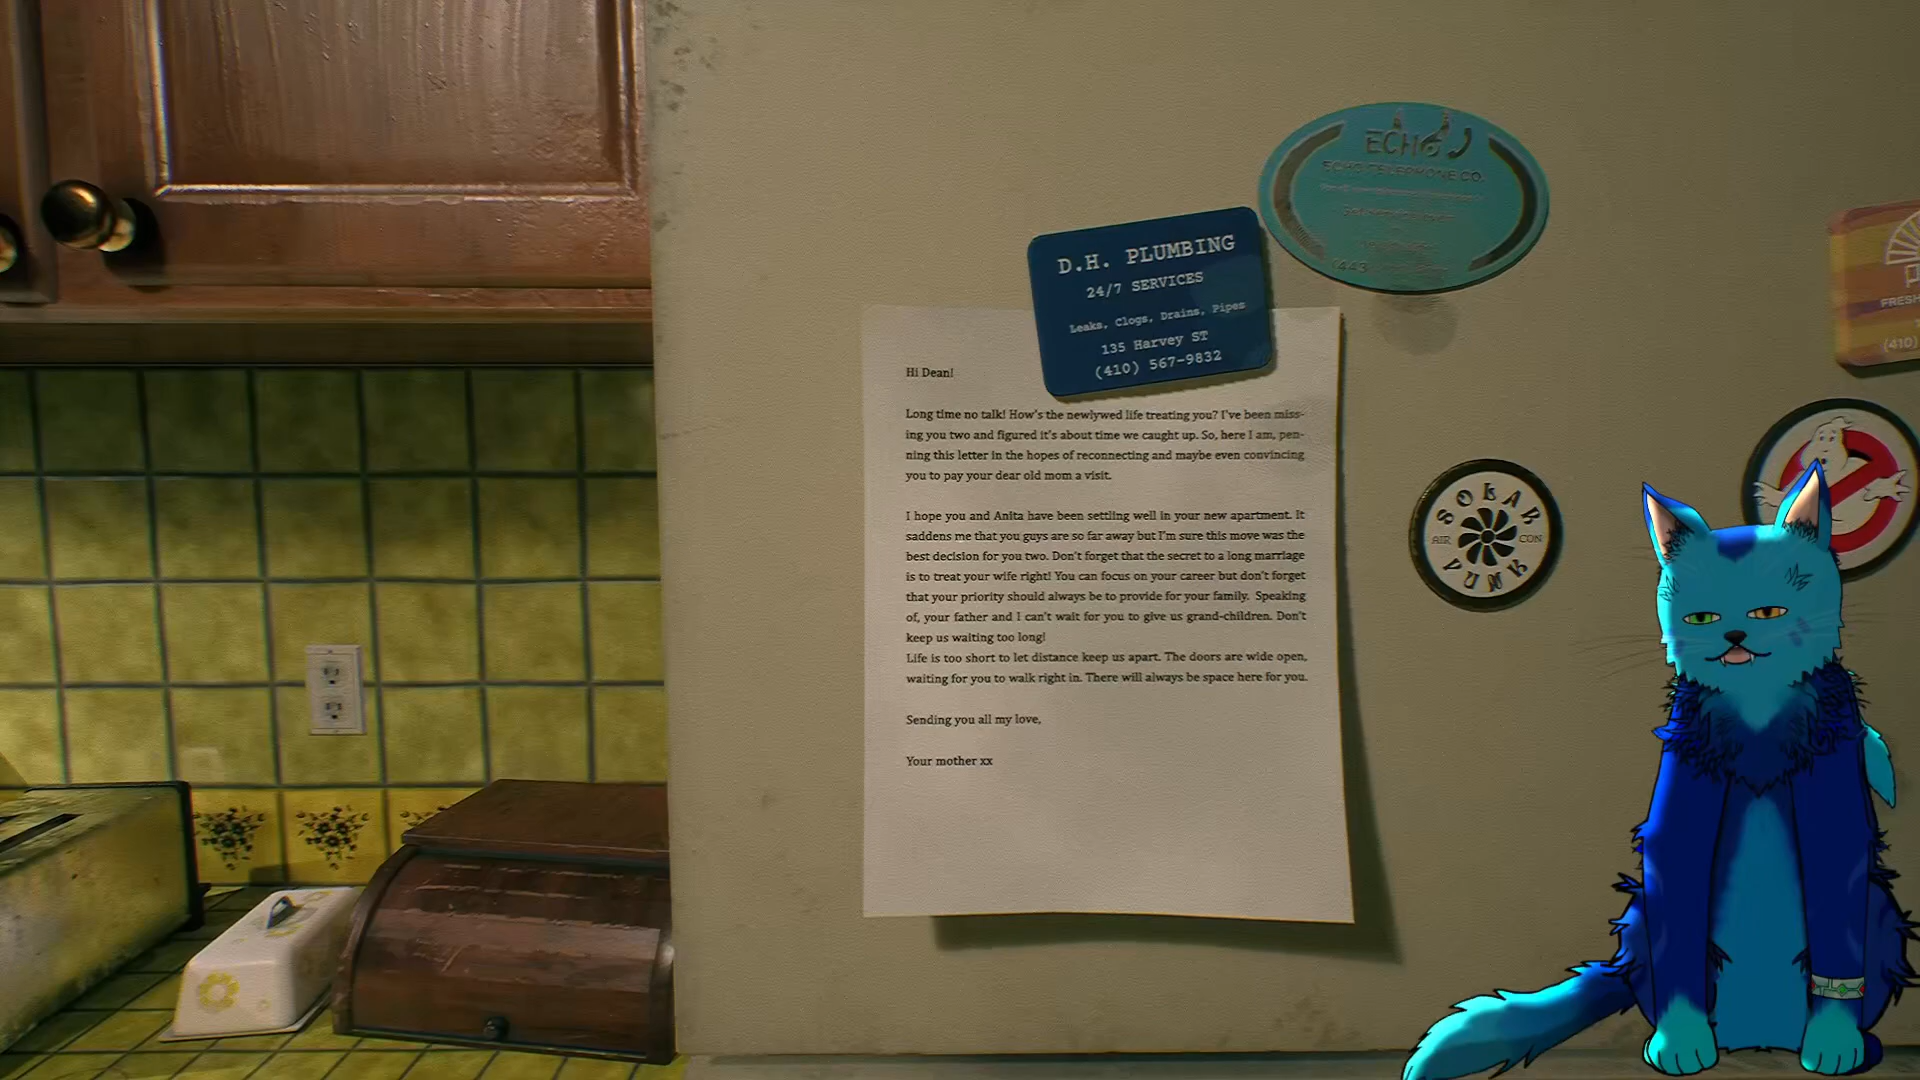 ECHO
ECHO TELEPHONE CO.
(443)
D.H. PLUMBING
24/7 SERVICES
Leaks, Clogs, Drains, Pipes
135 Harvey ST
(410) 567-9832
FRESH
(410)
SOLAR
AIR CON
PUNK
Hi Dean!
Long time no talk! How's the newlywed life treating you? I've been miss-
ing you two and figured it's about time we caught up. So, here I am, pen-
ning this letter in the hopes of reconnecting and maybe even convincing
you to pay your dear old mom a visit.
I hope you and Anita have been settling well in your new apartment. It
saddens me that you guys are so far away but I'm sure this move was the
best decision for you two. Don't forget that the secret to a long marriage
is to treat your wife right! You can focus on your career but don't forget
that your priority should always be to provide for your family. Speaking
of, your father and I can't wait for you to give us grand-children. Don't
keep us waiting too long!
Life is too short to let distance keep us apart. The doors are wide open,
waiting for you to walk right in. There will always be space here for you.
Sending you all my love,
Your mother xx